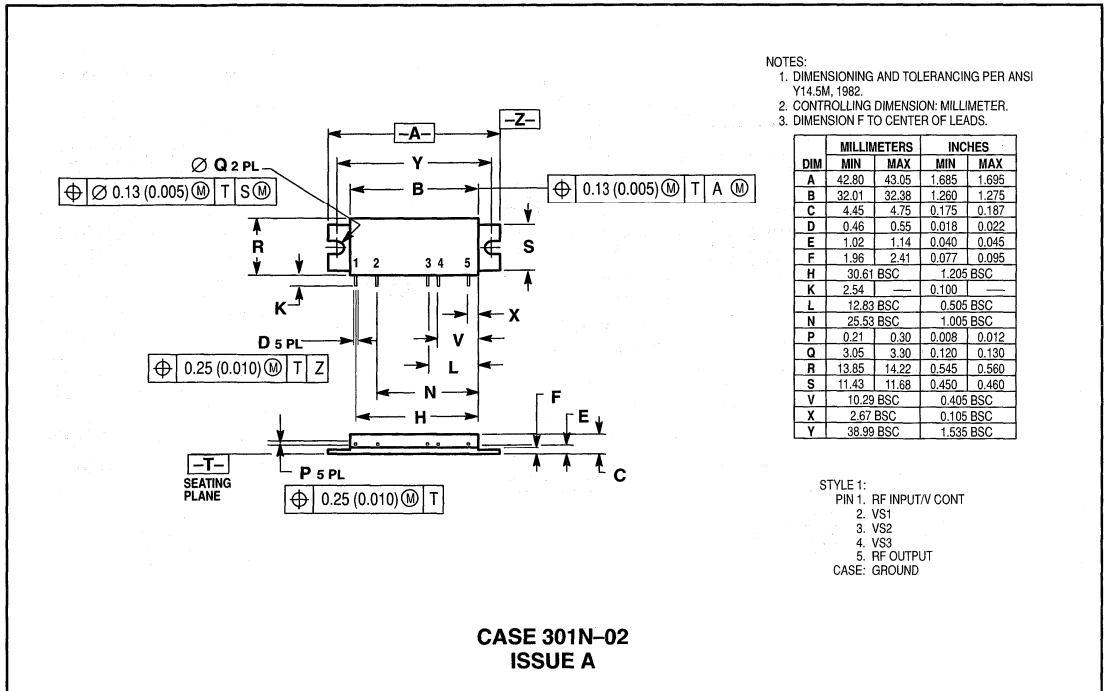 NOTES:
1. DIMENSIONING AND TOLERANCING PER ANSI
Y14.5M, 1982.
2. CONTROLLING DIMENSION: MILLIMETER.
3. DIMENSION F TO CENTER OF LEADS.
–A–
–Z–
Ø Q 2 PL
Y
⌖ Ø 0.13 (0.005) Ⓜ T S Ⓜ
B
⌖ 0.13 (0.005) Ⓜ T A Ⓜ
R
S
1 2 3 4 5
K
X
D 5 PL
V
⌖ 0.25 (0.010) Ⓜ T Z
L
N
F
H
E
–T–
SEATING
PLANE
P 5 PL
C
⌖ 0.25 (0.010) Ⓜ T
MILLIMETERS INCHES
DIM MIN MAX MIN MAX
A 42.80 43.05 1.685 1.695
B 32.01 32.38 1.260 1.275
C 4.45 4.75 0.175 0.187
D 0.46 0.55 0.018 0.022
E 1.02 1.14 0.040 0.045
F 1.96 2.41 0.077 0.095
H 30.61 BSC 1.205 BSC
K 2.54 — 0.100 —
L 12.83 BSC 0.505 BSC
N 25.53 BSC 1.005 BSC
P 0.21 0.30 0.008 0.012
Q 3.05 3.30 0.120 0.130
R 13.85 14.22 0.545 0.560
S 11.43 11.68 0.450 0.460
V 10.29 BSC 0.405 BSC
X 2.67 BSC 0.105 BSC
Y 38.99 BSC 1.535 BSC
STYLE 1:
PIN 1. RF INPUT/V CONT
2. VS1
3. VS2
4. VS3
5. RF OUTPUT
CASE: GROUND
CASE 301N–02
ISSUE A